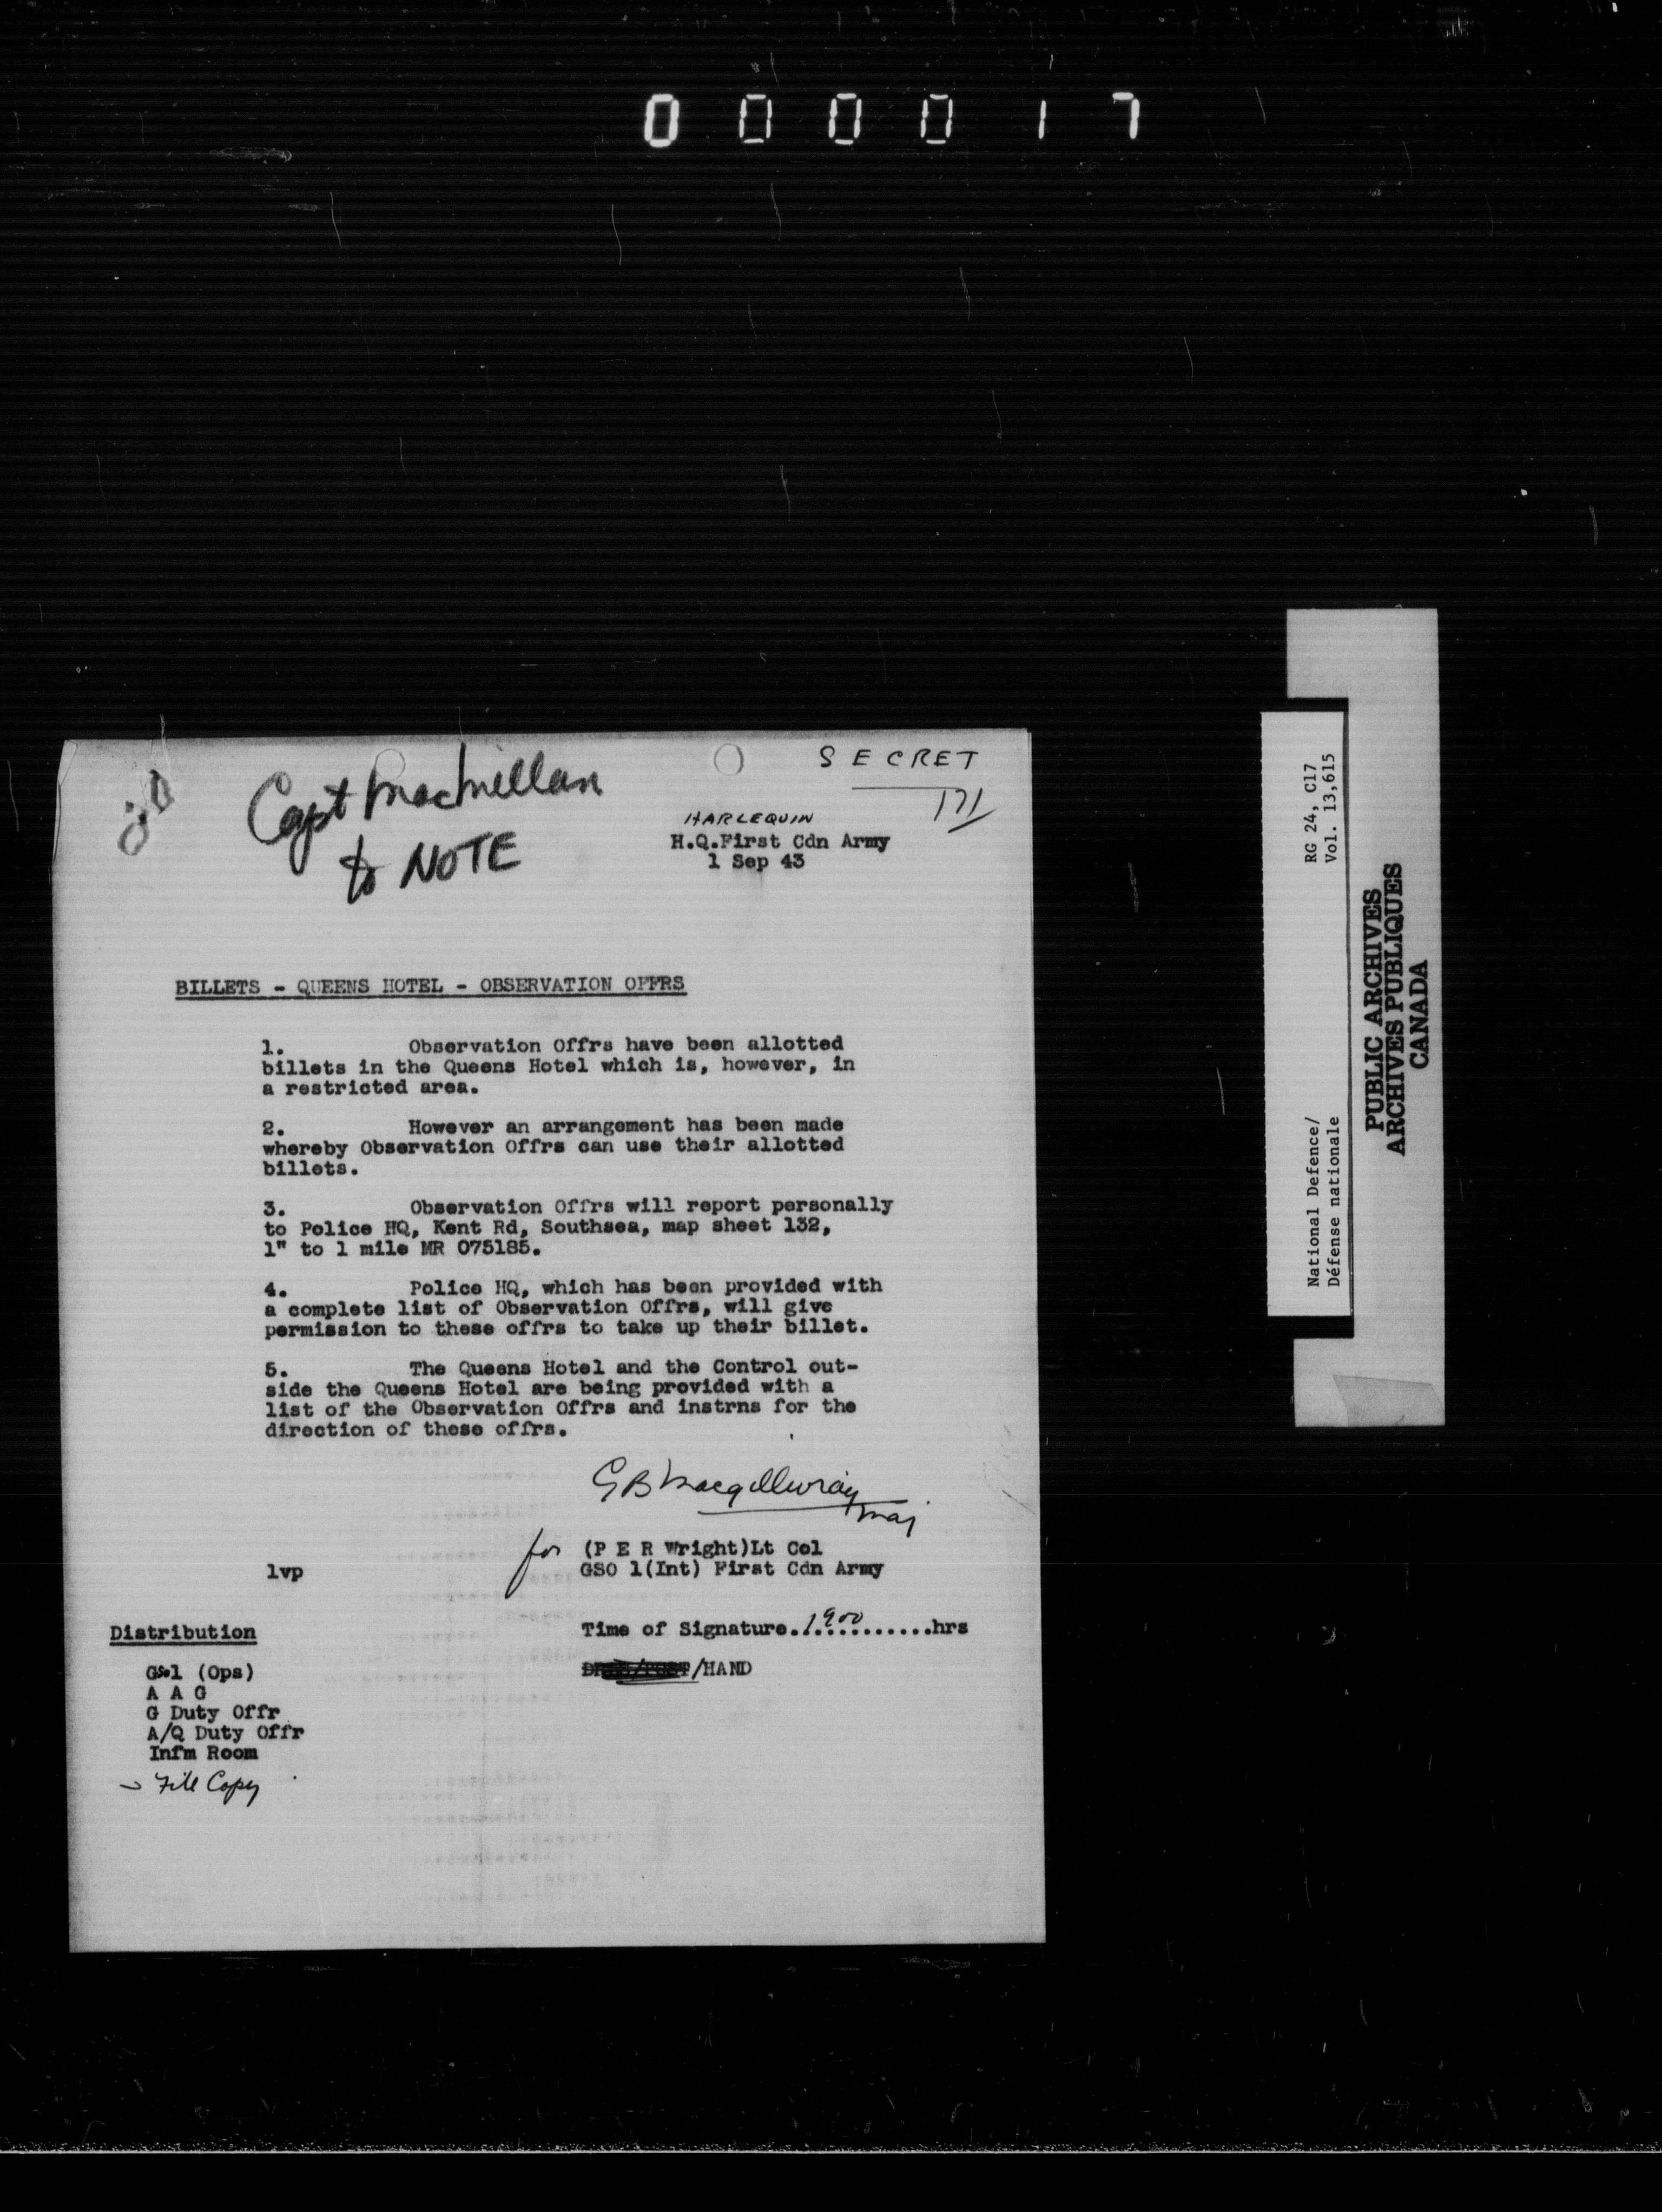 0 0 0 0 1 7
SECRET
171
Capt Macmillan
to NOTE
HARLEQUIN
H.Q.First Cdn Army
1 Sep 43
BILLETS - QUEENS HOTEL - OBSERVATION OFFRS
1. Observation Offrs have been allotted
billets in the Queens Hotel which is, however, in
a restricted area.
2. However an arrangement has been made
whereby Observation Offrs can use their allotted
billets.
3. Observation Offrs will report personally
to Police HQ, Kent Rd, Southsea, map sheet 132,
1" to 1 mile MR 075185.
4. Police HQ, which has been provided with
a complete list of Observation Offrs, will give
permission to these offrs to take up their billet.
5. The Queens Hotel and the Control out-
side the Queens Hotel are being provided with a
list of the Observation Offrs and instrns for the
direction of these offrs.
G B Macgillivray
Maj
for (P E R Wright)Lt Col
lvp GSO 1(Int) First Cdn Army
Time of Signature.1900............hrs
/HAND
Distribution
GSo1 (Ops)
A A G
G Duty Offr
A/Q Duty Offr
Infm Room
File Copy
National Defence/ RG 24, C17
Défense nationale Vol. 13,615
PUBLIC ARCHIVES
ARCHIVES PUBLIQUES
CANADA